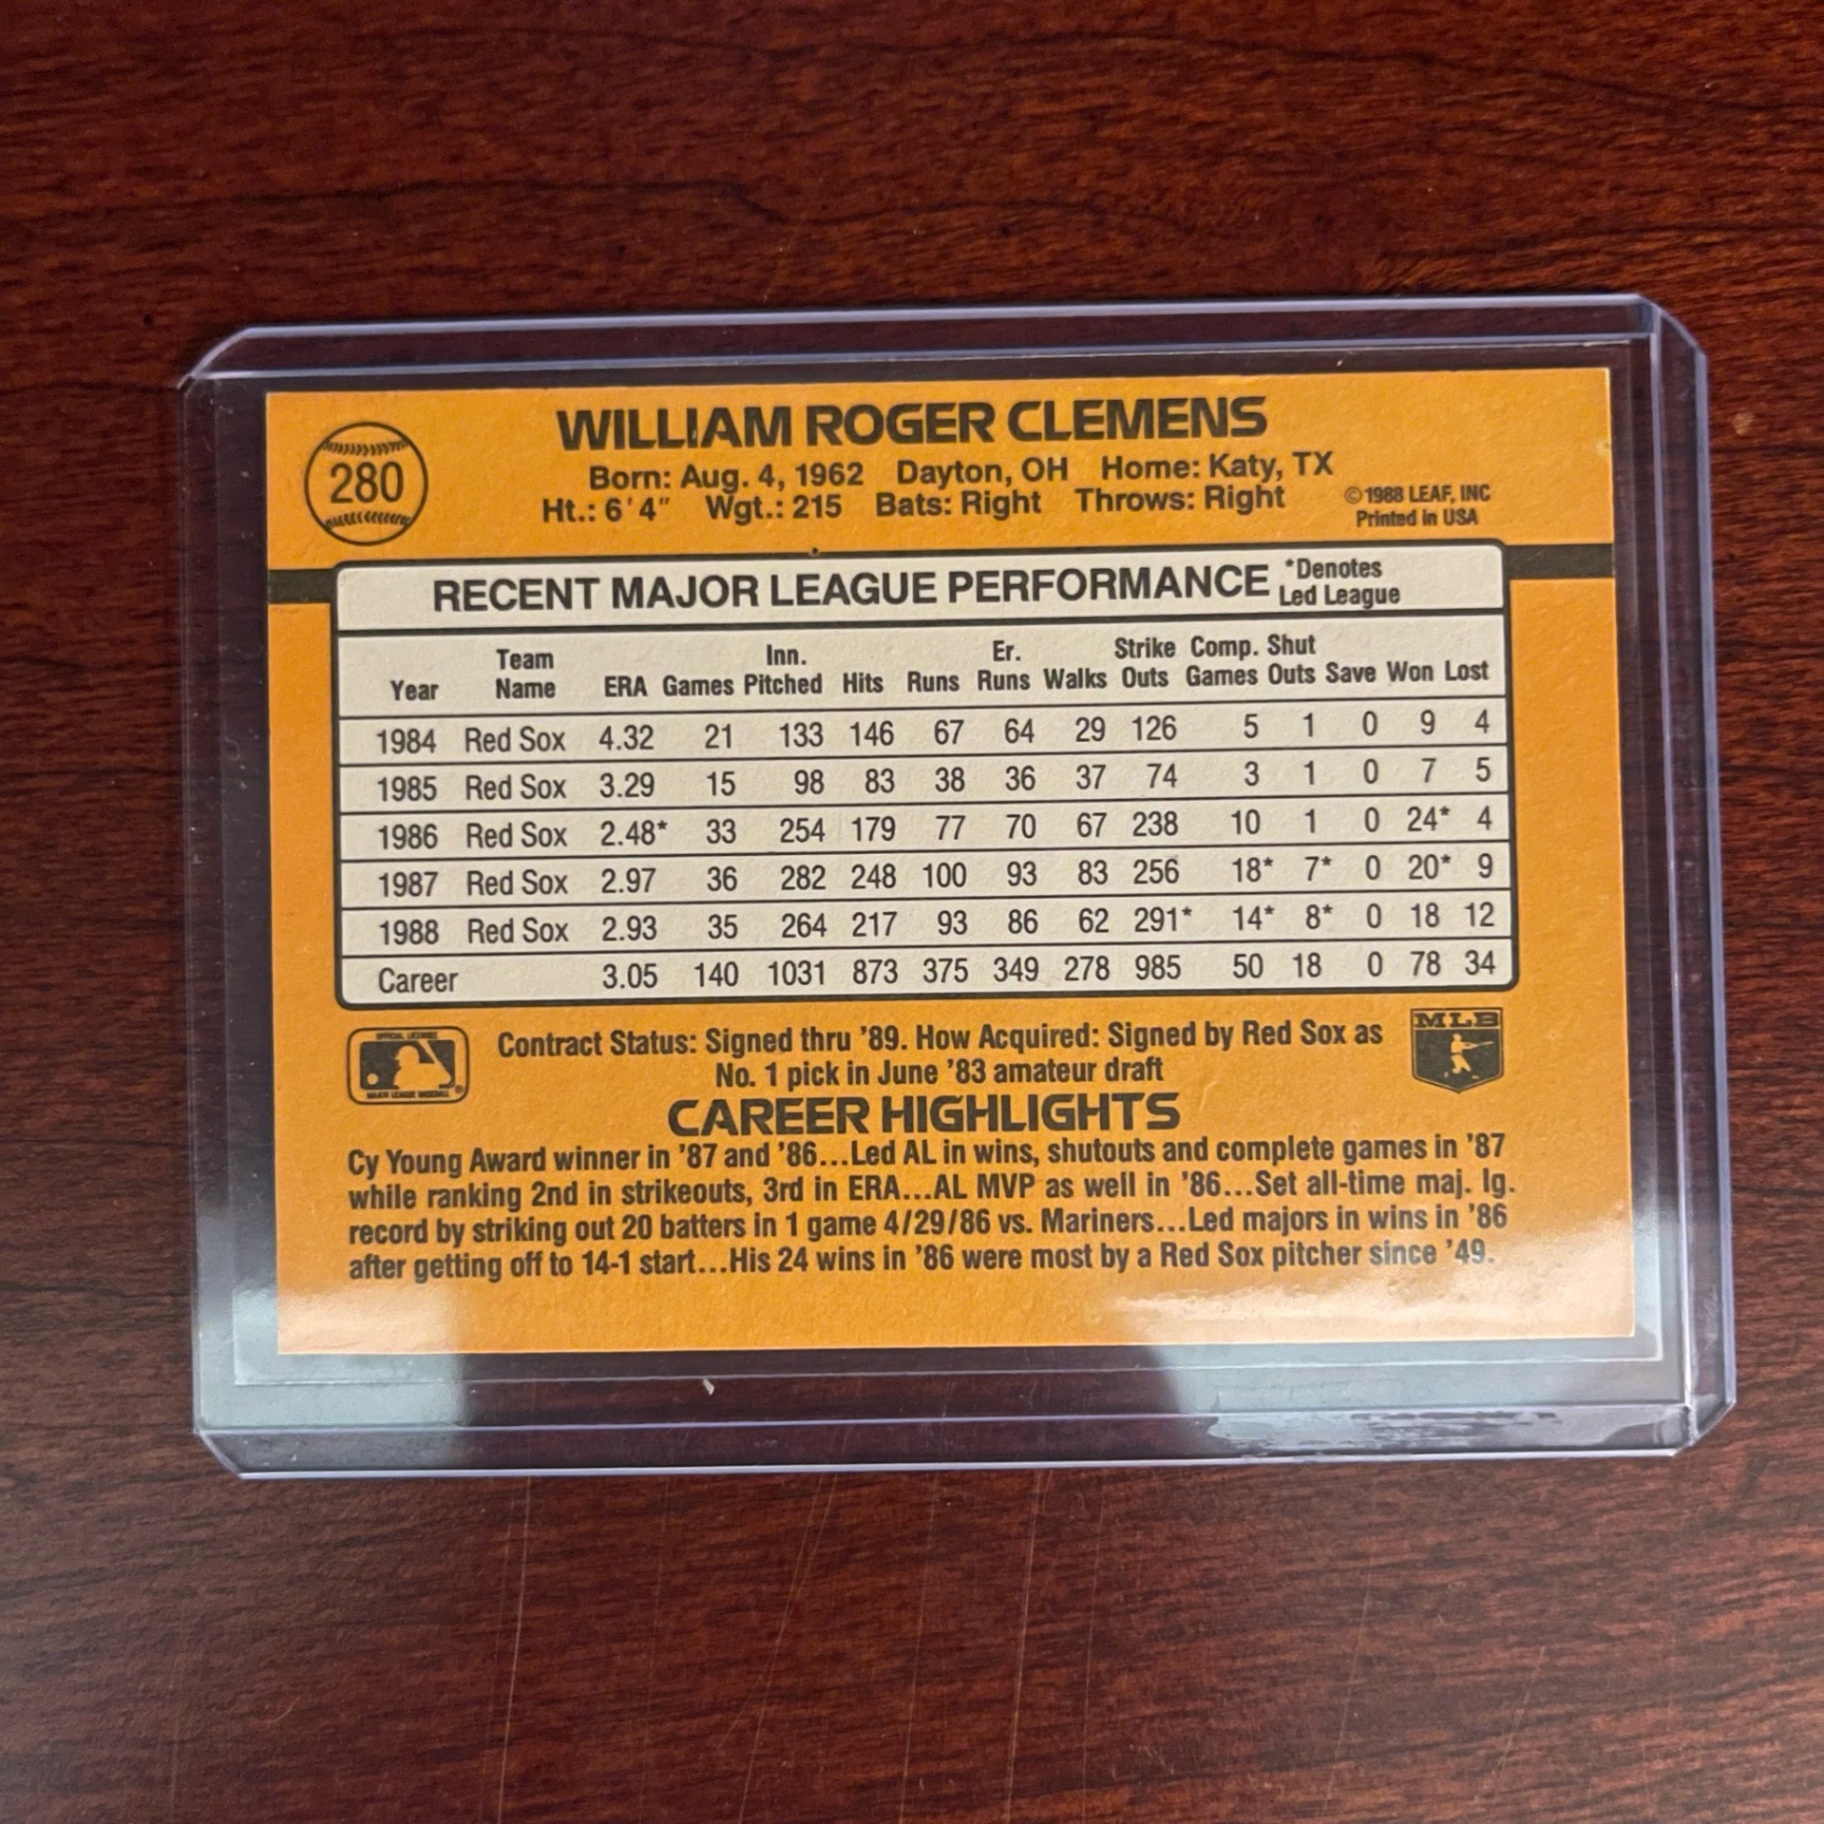 280
WILLIAM ROGER CLEMENS
Born: Aug. 4, 1962 Dayton, OH Home: Katy, TX
Ht.: 6'4" Wgt.: 215 Bats: Right Throws: Right
©1988 LEAF, INC
Printed in USA
RECENT MAJOR LEAGUE PERFORMANCE
*Denotes
Led League
Year Team Name ERA Games Inn. Pitched Hits Runs Er. Runs Walks Strike Outs Comp. Games Shut Outs Save Won Lost
1984 Red Sox 4.32 21 133 146 67 64 29 126 5 1 0 9 4
1985 Red Sox 3.29 15 98 83 38 36 37 74 3 1 0 7 5
1986 Red Sox 2.48* 33 254 179 77 70 67 238 10 1 0 24* 4
1987 Red Sox 2.97 36 282 248 100 93 83 256 18* 7* 0 20* 9
1988 Red Sox 2.93 35 264 217 93 86 62 291* 14* 8* 0 18 12
Career 3.05 140 1031 873 375 349 278 985 50 18 0 78 34
Contract Status: Signed thru '89. How Acquired: Signed by Red Sox as
No. 1 pick in June '83 amateur draft
MLB
CAREER HIGHLIGHTS
Cy Young Award winner in '87 and '86...Led AL in wins, shutouts and complete games in '87
while ranking 2nd in strikeouts, 3rd in ERA...AL MVP as well in '86...Set all-time maj. lg.
record by striking out 20 batters in 1 game 4/29/86 vs. Mariners...Led majors in wins in '86
after getting off to 14-1 start...His 24 wins in '86 were most by a Red Sox pitcher since '49.